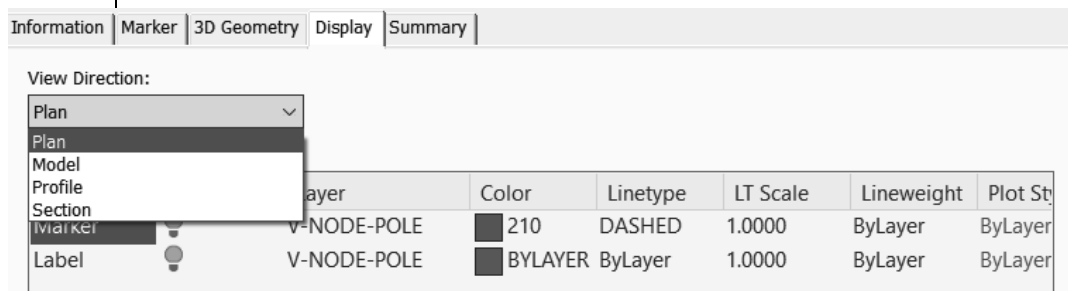 Information Marker 3D Geometry Display Summary
View Direction:
Plan
Plan
Model
Profile
Section
ayer Color Linetype LT Scale Lineweight Plot Sty
Marker V-NODE-POLE 210 DASHED 1.0000 ByLayer ByLayer
Label V-NODE-POLE BYLAYER ByLayer 1.0000 ByLayer ByLayer